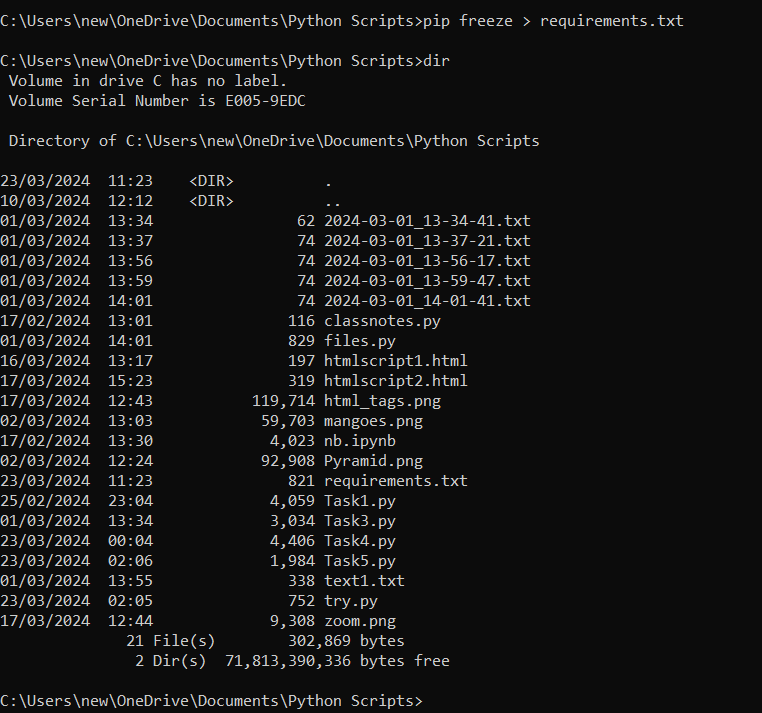 C:\Users\new\OneDrive\Documents\Python Scripts>pip freeze > requirements.txt
C:\Users\new\OneDrive\Documents\Python Scripts>dir
 Volume in drive C has no label.
 Volume Serial Number is E005-9EDC
 Directory of C:\Users\new\OneDrive\Documents\Python Scripts
23/03/2024  11:23    <DIR>          .
10/03/2024  12:12    <DIR>          ..
01/03/2024  13:34                62 2024-03-01_13-34-41.txt
01/03/2024  13:37                74 2024-03-01_13-37-21.txt
01/03/2024  13:56                74 2024-03-01_13-56-17.txt
01/03/2024  13:59                74 2024-03-01_13-59-47.txt
01/03/2024  14:01                74 2024-03-01_14-01-41.txt
17/02/2024  13:01               116 classnotes.py
01/03/2024  14:01               829 files.py
16/03/2024  13:17               197 htmlscript1.html
17/03/2024  15:23               319 htmlscript2.html
17/03/2024  12:43           119,714 html_tags.png
02/03/2024  13:03            59,703 mangoes.png
17/02/2024  13:30             4,023 nb.ipynb
02/03/2024  12:24            92,908 Pyramid.png
23/03/2024  11:23               821 requirements.txt
25/02/2024  23:04             4,059 Task1.py
01/03/2024  13:34             3,034 Task3.py
23/03/2024  00:04             4,406 Task4.py
23/03/2024  02:06             1,984 Task5.py
01/03/2024  13:55               338 text1.txt
23/03/2024  02:05               752 try.py
17/03/2024  12:44             9,308 zoom.png
              21 File(s)        302,869 bytes
               2 Dir(s)  71,813,390,336 bytes free
C:\Users\new\OneDrive\Documents\Python Scripts>